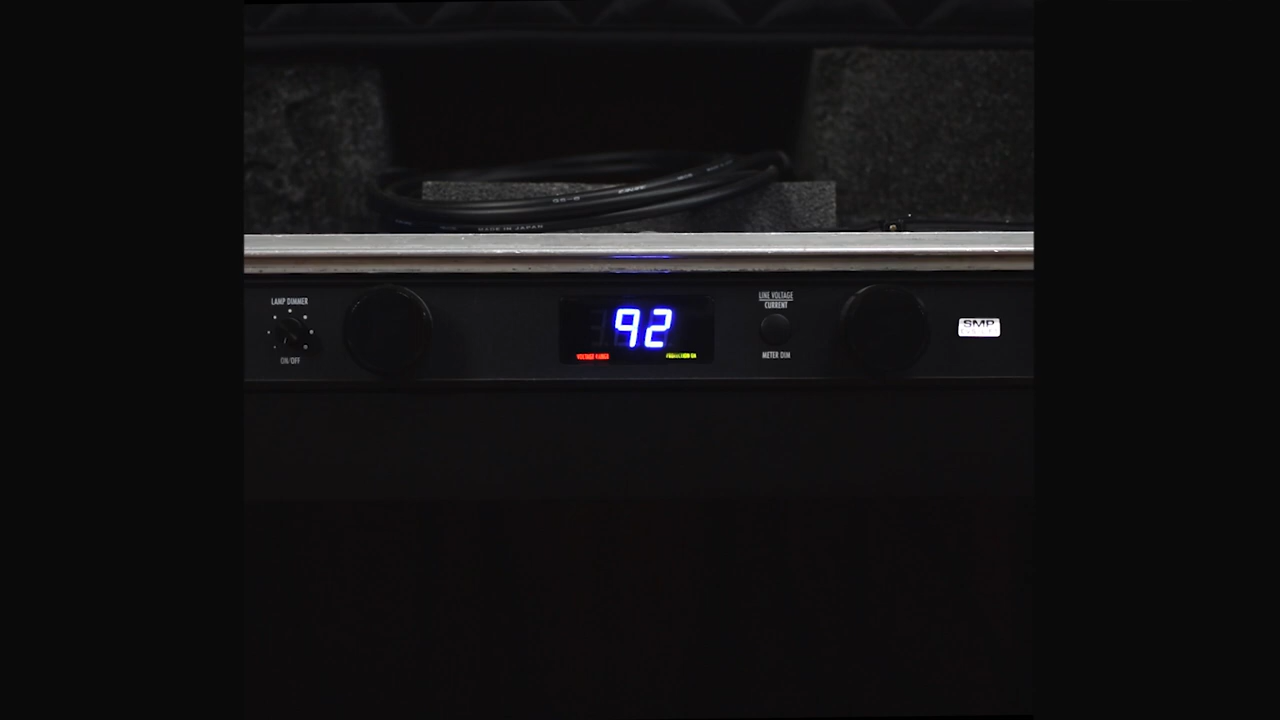 MADE IN JAPAN
LAMP DIMMER
ON/OFF
92
VOLTAGE RANGE
PROTECTION ON
LINE VOLTAGE
CURRENT
METER DIM
SMP